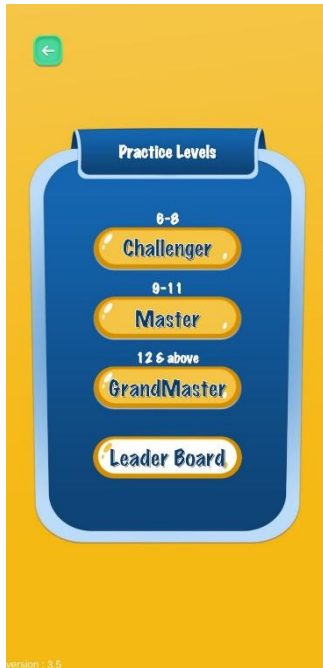 Practice Levels
6-8
Challenger
9-11
Master
12 & above
GrandMaster
Leader Board
version : 3.5